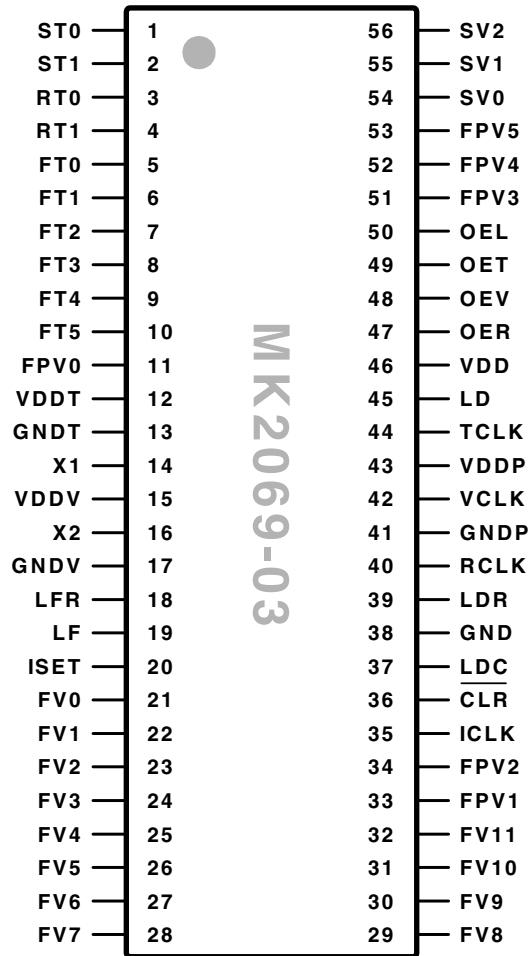 ST0 1 56 SV2
ST1 2 55 SV1
RT0 3 54 SV0
RT1 4 53 FPV5
FT0 5 52 FPV4
FT1 6 51 FPV3
FT2 7 50 OEL
FT3 8 49 OET
FT4 9 48 OEV
FT5 10 47 OER
FPV0 11 46 VDD
VDDT 12 45 LD
GNDT 13 44 TCLK
X1 14 43 VDDP
VDDV 15 42 VCLK
X2 16 41 GNDP
GNDV 17 40 RCLK
LFR 18 39 LDR
LF 19 38 GND
ISET 20 37 LDC
FV0 21 36 CLR
FV1 22 35 ICLK
FV2 23 34 FPV2
FV3 24 33 FPV1
FV4 25 32 FV11
FV5 26 31 FV10
FV6 27 30 FV9
FV7 28 29 FV8
MK2069-03